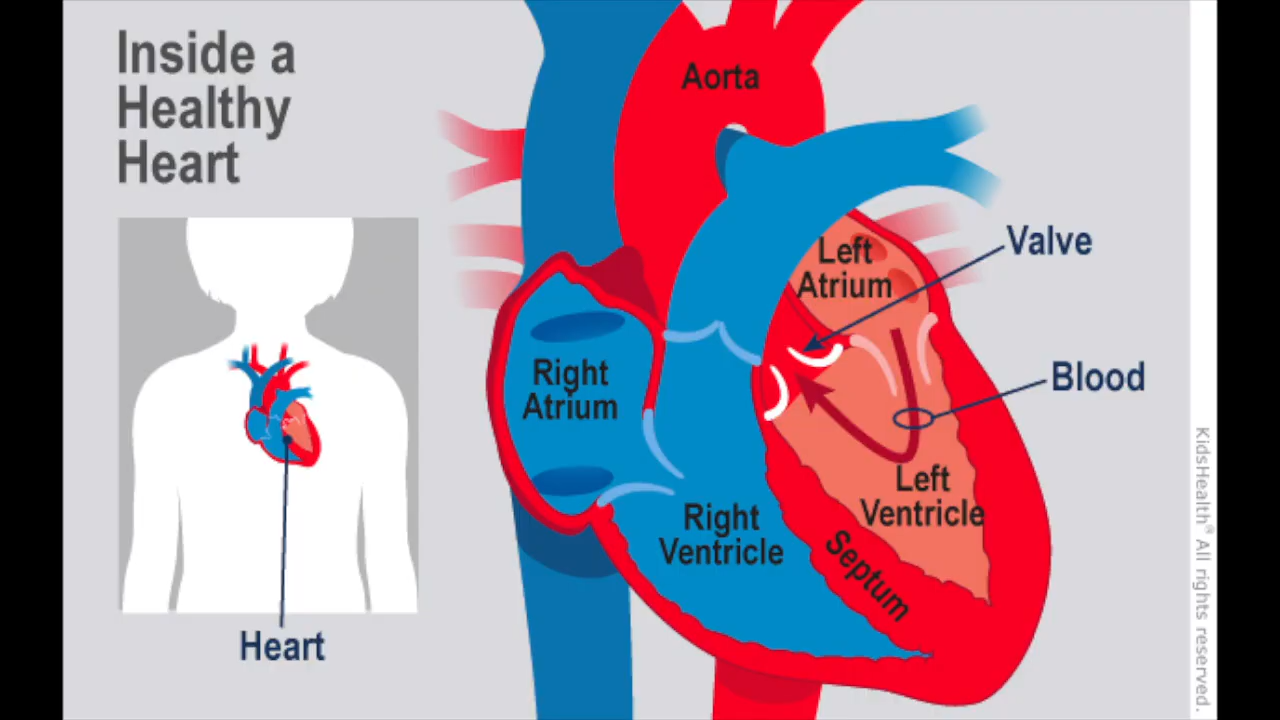 Inside a
Healthy
Heart
Heart
Aorta
Left
Atrium
Valve
Right
Atrium
Blood
Left
Ventricle
Right
Ventricle
Septum
KidsHealth® All rights reserved.